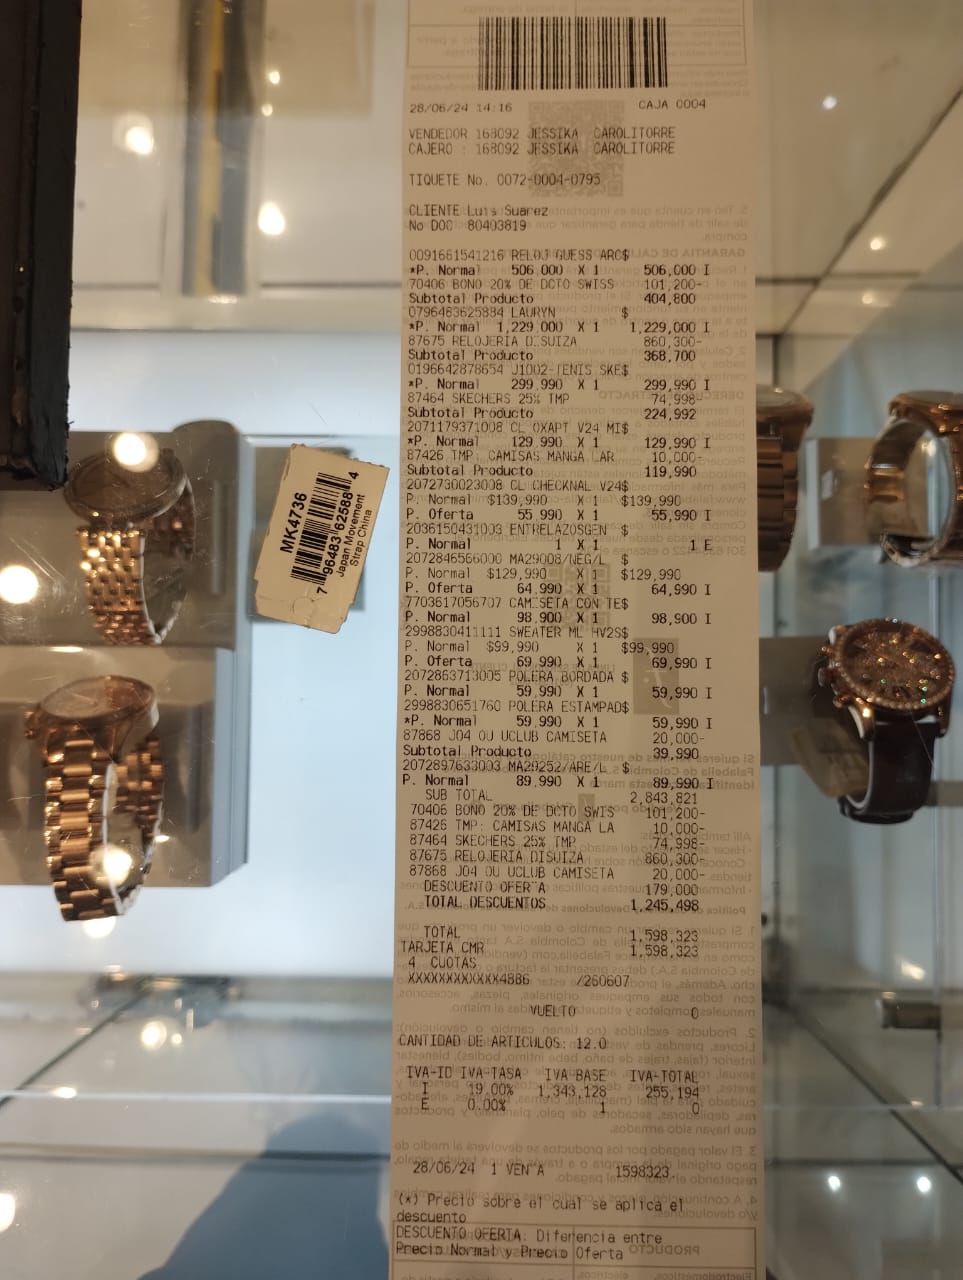 28/06/24 14:16 CAJA 0004
VENDEDOR 168092 JESSIKA CAROLITORRE
CAJERO : 168092 JESSIKA CAROLITORRE
TIQUETE No. 0072-0004-0795
CLIENTE Luis Suarez
No DOC 80403819
0091661541216 RELOJ GUESS ARC$
*P. Normal 506,000 X 1 506,000 I
70406 BONO 20% DE DCTO SWISS 101,200-
Subtotal Producto 404,800
0796483625884 LAURYN $
*P. Normal 1,229,000 X 1 1,229,000 I
87675 RELOJERIA D.SUIZA 860,300-
Subtotal Producto 368,700
0196642878654 J1002-TENIS SKE$
*P. Normal 299,990 X 1 299,990 I
87464 SKECHERS 25% TMP 74,998-
Subtotal Producto 224,992
2071179371008 CL OXAPT V24 MI$
*P. Normal 129,990 X 1 129,990 I
87426 TMP: CAMISAS MANGA LAR 10,000-
Subtotal Producto 119,990
2072730023008 CL CHECKNAL V24$
P. Normal $139,990 X 1 $139,990
P. Oferta 55,990 X 1 55,990 I
2036150431003 ENTRELAZOSGEN $
P. Normal 1 X 1 1 E
2072846566000 MA29008/NEG/L $
P. Normal $129,990 X 1 $129,990
P. Oferta 64,990 X 1 64,990 I
7703617056707 CAMISETA CON TE$
P. Normal 98,900 X 1 98,900 I
2998830411111 SWEATER ML HV2S$
P. Normal $99,990 X 1 $99,990
P. Oferta 69,990 X 1 69,990 I
2072863713005 POLERA BORDADA $
P. Normal 59,990 X 1 59,990 I
2998830651760 POLERA ESTAMPAD$
*P. Normal 59,990 X 1 59,990 I
87868 J04 OU UCLUB CAMISETA 20,000-
Subtotal Producto 39,990
2072897633003 MA29252/ARE/L $
P. Normal 89,990 X 1 89,990 I
SUB TOTAL 2,843,821
70406 BONO 20% DE DCTO SWIS 101,200-
87426 TMP: CAMISAS MANGA LA 10,000-
87464 SKECHERS 25% TMP 74,998-
87675 RELOJERIA DISUIZA 860,300-
87868 J04 OU UCLUB CAMISETA 20,000-
DESCUENTO OFERTA 179,000
TOTAL DESCUENTOS 1,245,498
TOTAL 1,598,323
TARJETA CMR 1,598,323
4 CUOTAS
XXXXXXXXXXXX4886 /260607
VUELTO 0
CANTIDAD DE ARTICULOS: 12.0
IVA-ID IVA-TASA IVA-BASE IVA-TOTAL
I 19.00% 1,343,128 255,194
E 0.00% 1 0
28/06/24 1 VENTA 1598323
(*) Precio sobre el cual se aplica el
descuento
DESCUENTO OFERTA: Diferencia entre
Precio Normal y Precio Oferta
MK4736
7 96483 62588 4
Japan Movement
Strap China